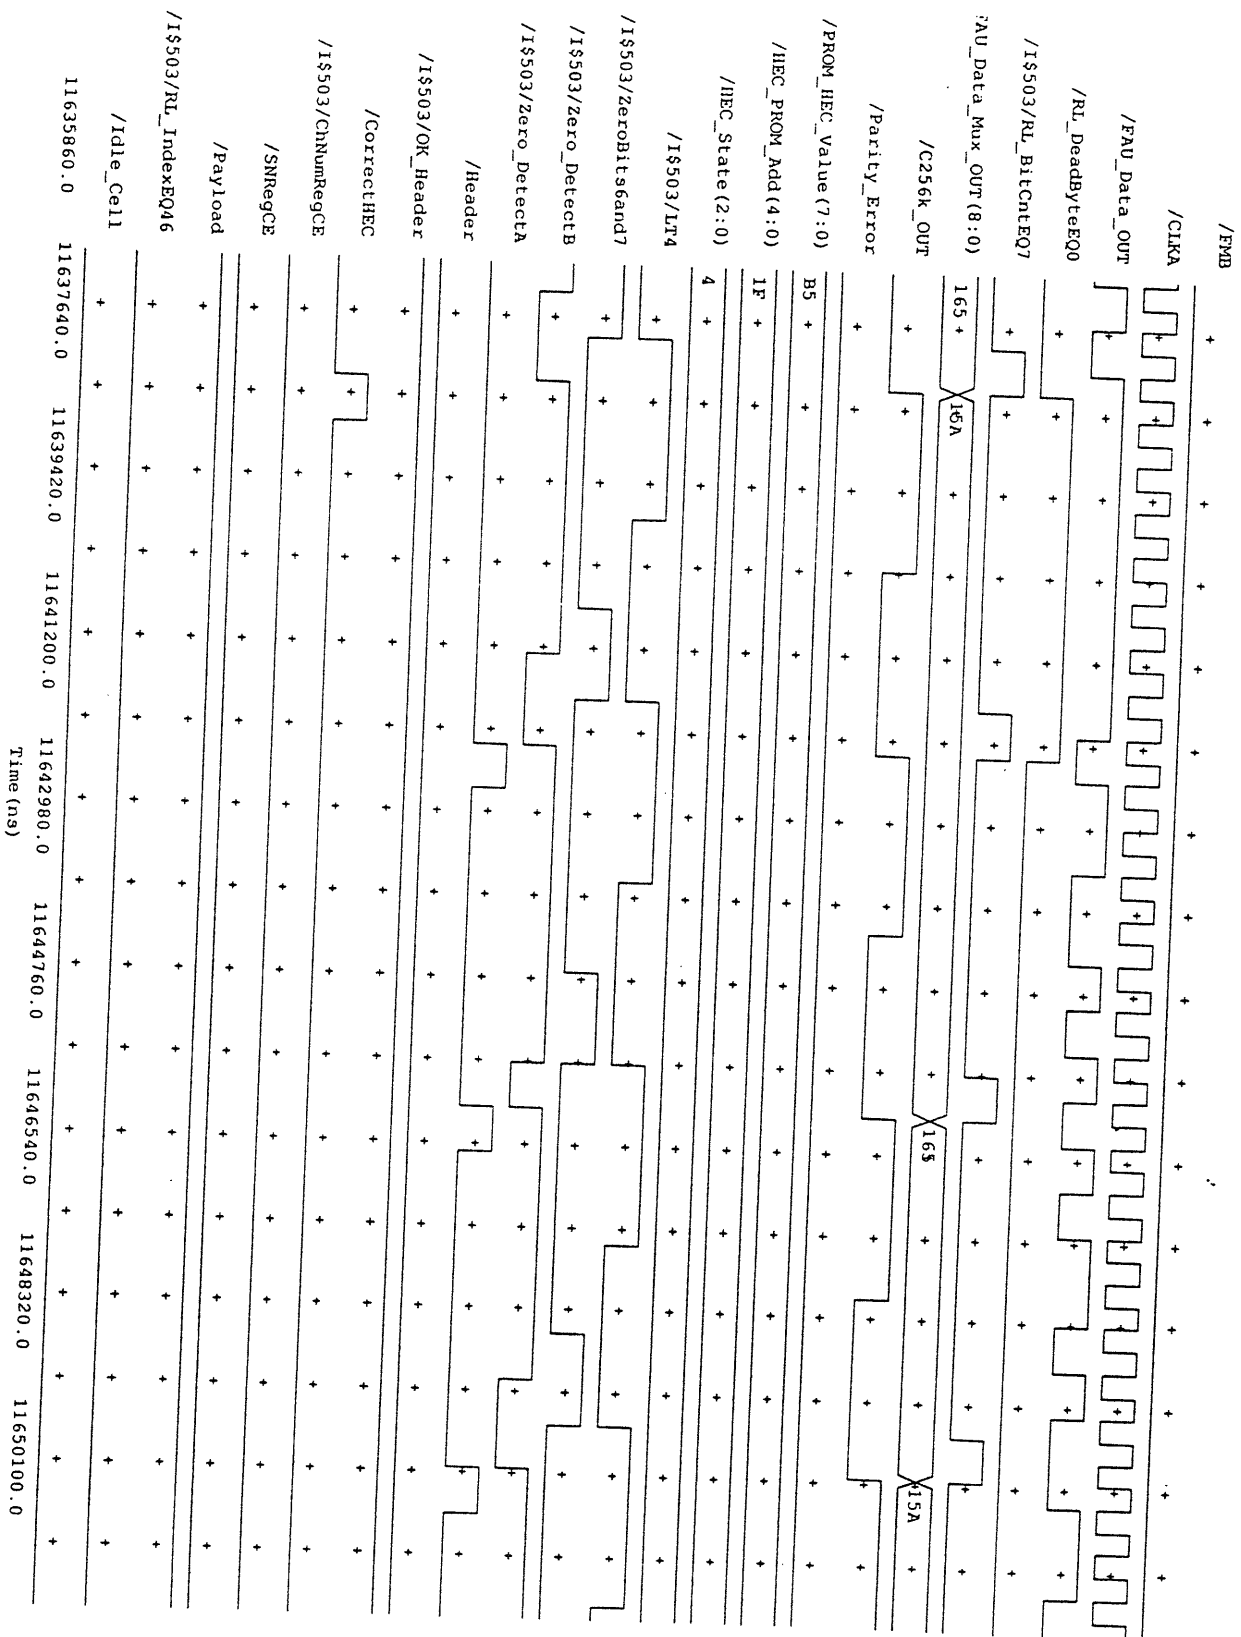 /FMB
/CLKA
/FAU_Data_OUT
/RL_DeadByteEQ0
/I$503/RL_BitCntEQ7
FAU_Data_Mux_OUT(8:0)
165
15A
165
15A
/C256k_OUT
/Parity_Error
/PROM_HEC_Value(7:0)
B5
/HEC_PROM_Add(4:0)
1F
/HEC_State(2:0)
4
/I$503/LT4
/I$503/ZeroBits6and7
/I$503/Zero_DetectB
/I$503/Zero_DetectA
/Header
/I$503/OK_Header
/CorrectHEC
/I$503/ChNumRegCE
/SNRegCE
/Payload
/I$503/RL_IndexEQ46
/Idle_Cell
11635860.0
11637640.0
11639420.0
11641200.0
11642980.0
11644760.0
11646540.0
11648320.0
11650100.0
Time(ns)